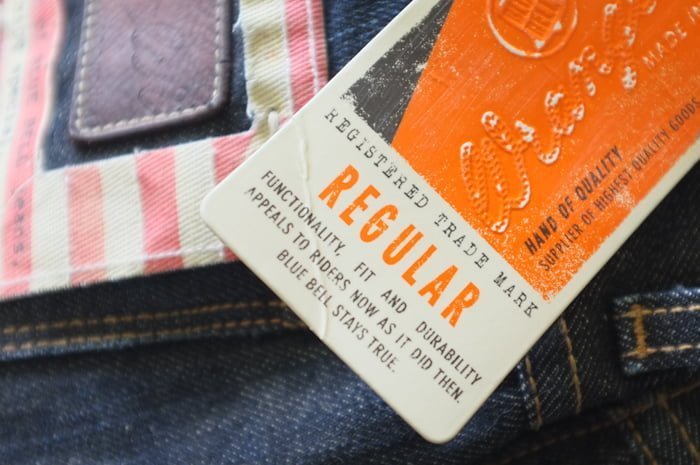 MADE
HAND OF QUALITY
SUPPLIER OF HIGHEST QUALITY GOODS
REGISTERED TRADE MARK
REGULAR
FUNCTIONALITY, FIT AND DURABILITY
APPEALS TO RIDERS NOW AS IT DID THEN.
BLUE BELL STAYS TRUE.